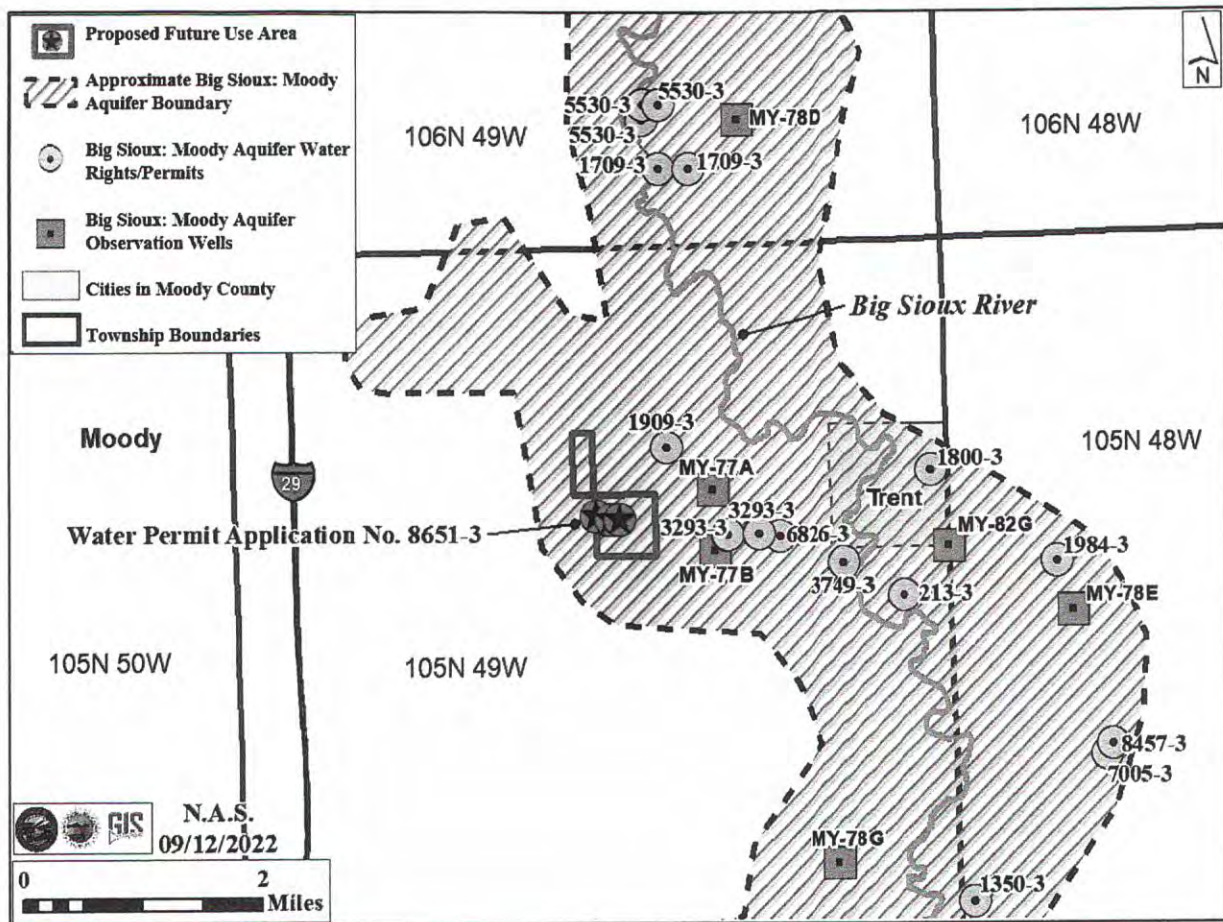 Proposed Future Use Area
Approximate Big Sioux: Moody
Aquifer Boundary
Big Sioux: Moody Aquifer Water
Rights/Permits
Big Sioux: Moody Aquifer
Observation Wells
Cities in Moody County
Township Boundaries
N
106N 49W
106N 48W
5530-3
5530-3
5530-3
MY-78D
1709-3
1709-3
Big Sioux River
Moody
29
1909-3
MY-77A
1800-3
Trent
105N 48W
Water Permit Application No. 8651-3
3293-3
3293-3
6826-3
MY-77B
MY-82G
1984-3
3749-3
213-3
MY-78E
105N 50W
105N 49W
8457-3
7005-3
MY-78G
1350-3
GIS
N.A.S.
09/12/2022
0 2
Miles